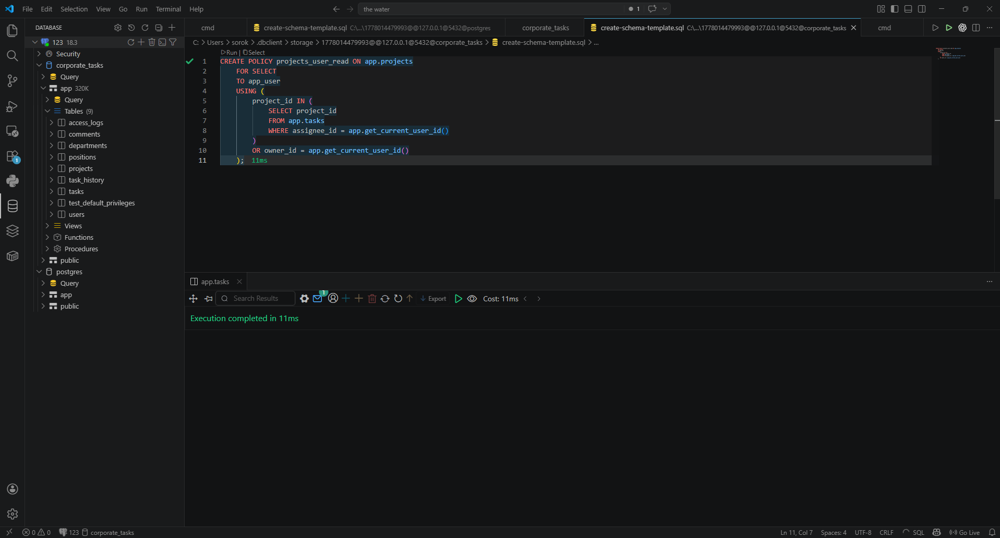 File Edit Selection View Go Run Terminal Help
the water
1
DATABASE
123 18.3
Security
corporate_tasks
Query
app 320K
Query
Tables (9)
access_logs
comments
departments
positions
projects
task_history
tasks
test_default_privileges
users
Views
Functions
Procedures
public
postgres
Query
app
public
1
cmd
create-schema-template.sql C:\...\1778014479993@@127.0.0.1@5432@postgres
corporate_tasks
create-schema-template.sql C:\...\1778014479993@@127.0.0.1@5432@corporate_tasks
cmd
C: > Users > sorok > .dbclient > storage > 1778014479993@@127.0.0.1@5432@corporate_tasks > create-schema-template.sql > ...
Run | Select
1 CREATE POLICY projects_user_read ON app.projects
2 FOR SELECT
3 TO app_user
4 USING (
5 project_id IN (
6 SELECT project_id
7 FROM app.tasks
8 WHERE assignee_id = app.get_current_user_id()
9 )
10 OR owner_id = app.get_current_user_id()
11 ); 11ms
app.tasks
Search Results
1
Export
Cost: 11ms
Execution completed in 11ms
0 0 123 corporate_tasks
Ln 11, Col 7 Spaces: 4 UTF-8 CRLF SQL Go Live